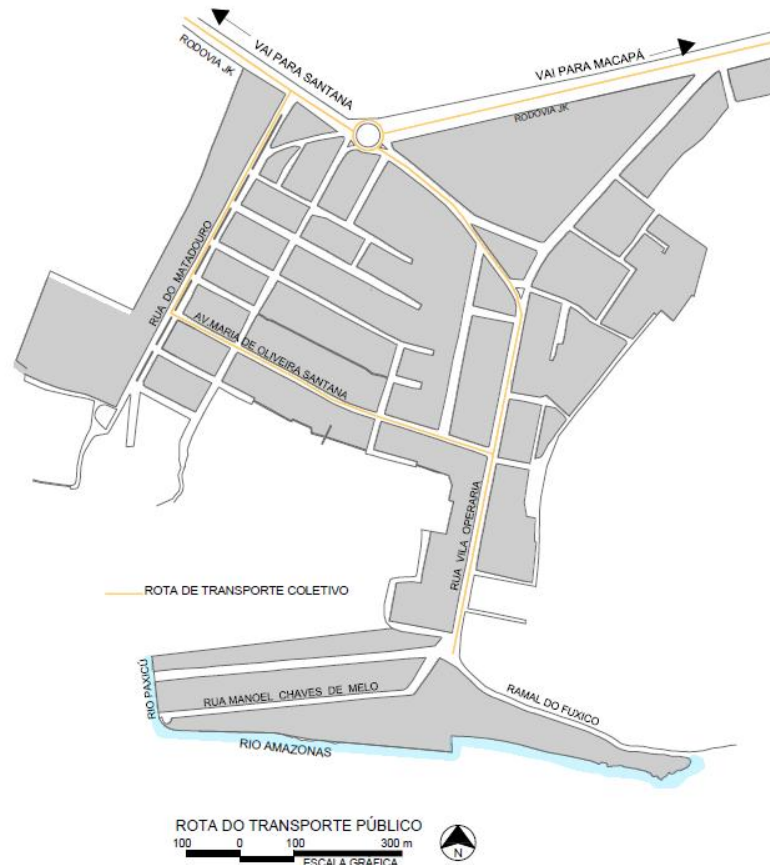 VAI PARA SANTANA
RODOVIA JK
VAI PARA MACAPÁ
RODOVIA JK
RUA DO MATADOURO
AV.MARIA DE OLIVEIRA SANTANA
RUA VILA OPERARIA
ROTA DE TRANSPORTE COLETIVO
RIO PAXICÚ
RUA MANOEL CHAVES DE MELO
RAMAL DO FUXICO
RIO AMAZONAS
ROTA DO TRANSPORTE PÚBLICO
100 0 100 300 m
ESCALA GRÁFICA
N